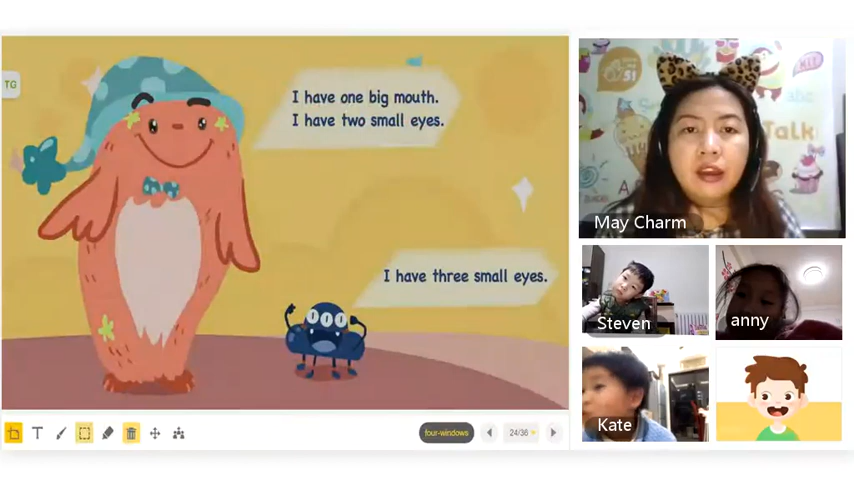 TG
I have one big mouth.
I have two small eyes.
I have three small eyes.
four-windows
24/36
51
Talk
May Charm
Steven
anny
Kate